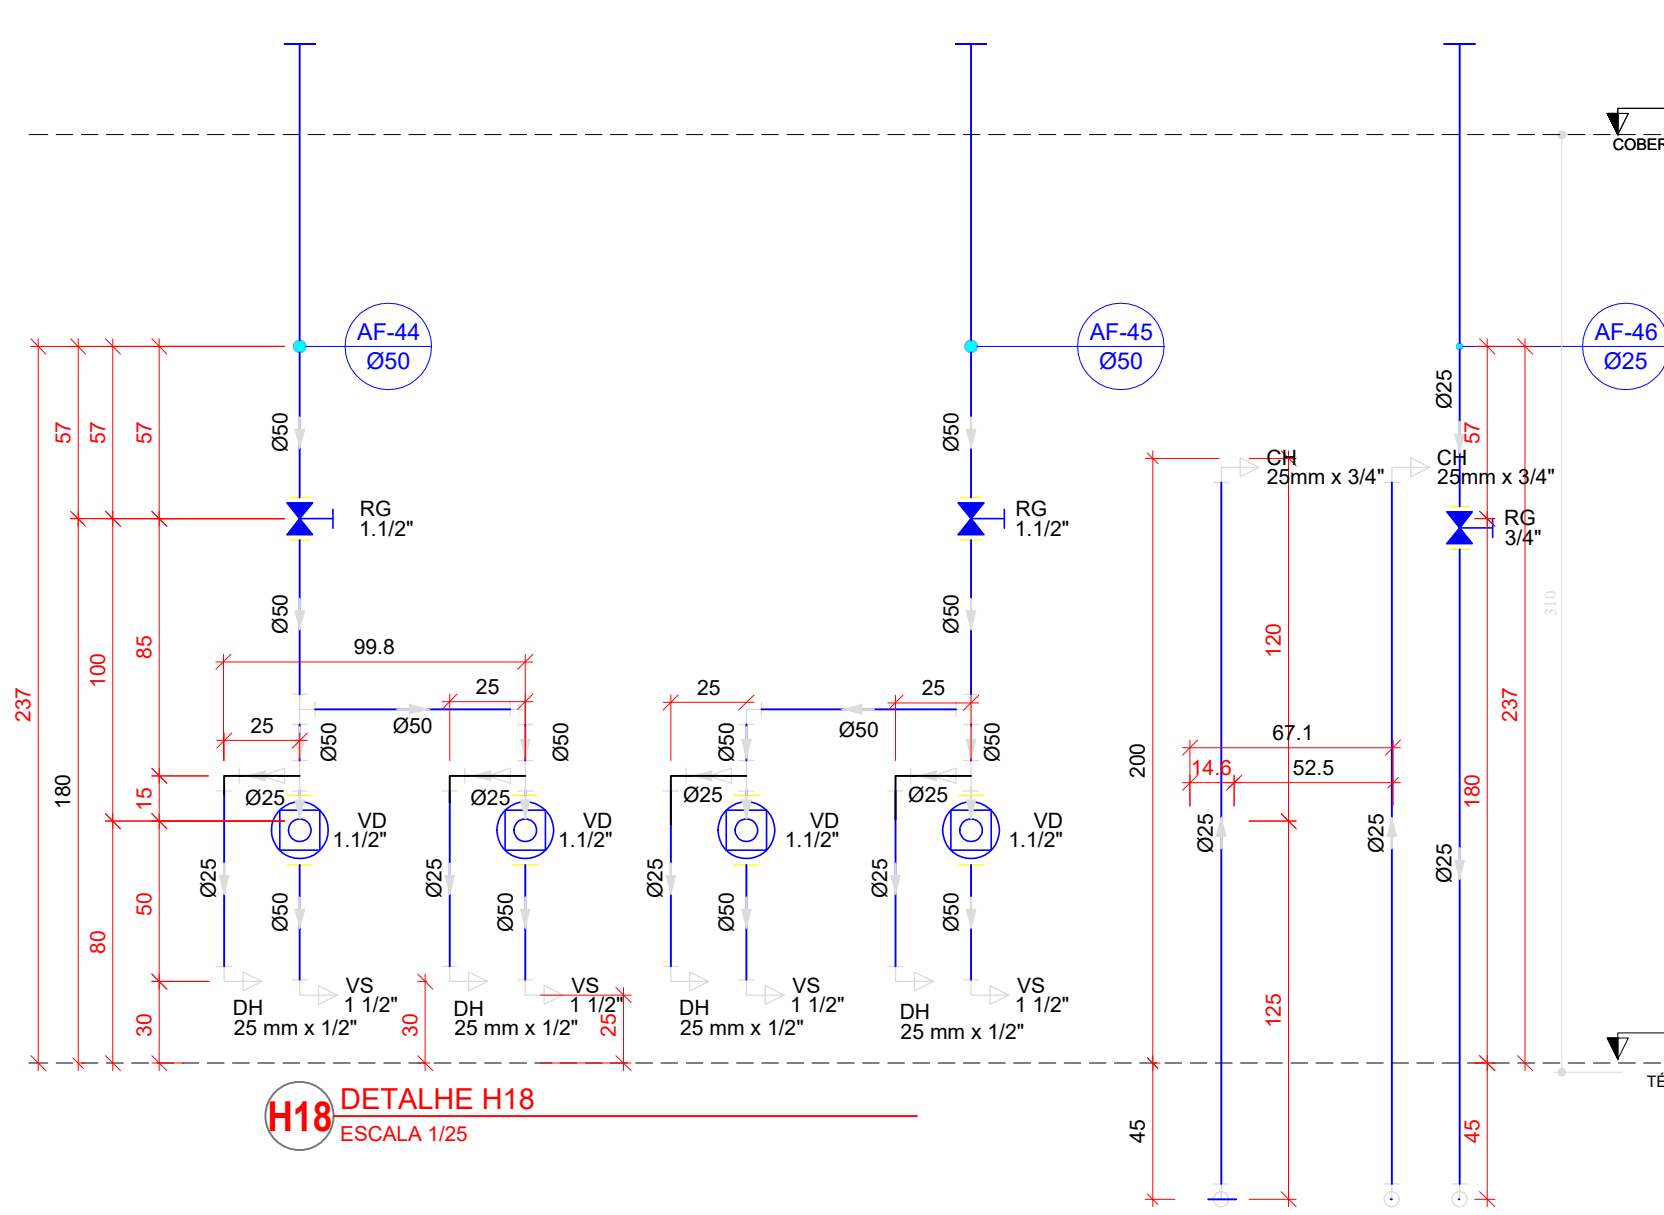 COBER
AF-44
Ø50
AF-45
Ø50
AF-46
Ø25
57
57
57
Ø50
Ø50
Ø25
57
CH
25mm x 3/4"
CH
25mm x 3/4"
RG
1.1/2"
RG
1.1/2"
RG
3/4"
310
Ø50
Ø50
85
100
99.8
120
237
25
25
25
237
Ø50
Ø50
67.1
25
Ø50
Ø50
Ø50
Ø50
200
14.6
52.5
180
15
Ø25
Ø25
Ø25
Ø25
180
VD
1.1/2"
VD
1.1/2"
VD
1.1/2"
VD
1.1/2"
Ø25
Ø25
Ø25
Ø25
Ø25
Ø25
Ø25
50
80
Ø50
Ø50
Ø50
Ø50
VS
1 1/2"
VS
1 1/2"
VS
1 1/2"
VS
1 1/2"
DH
25 mm x 1/2"
DH
25 mm x 1/2"
DH
25 mm x 1/2"
DH
25 mm x 1/2"
30
30
25
125
TÉ
H18
DETALHE H18
ESCALA 1/25
45
45